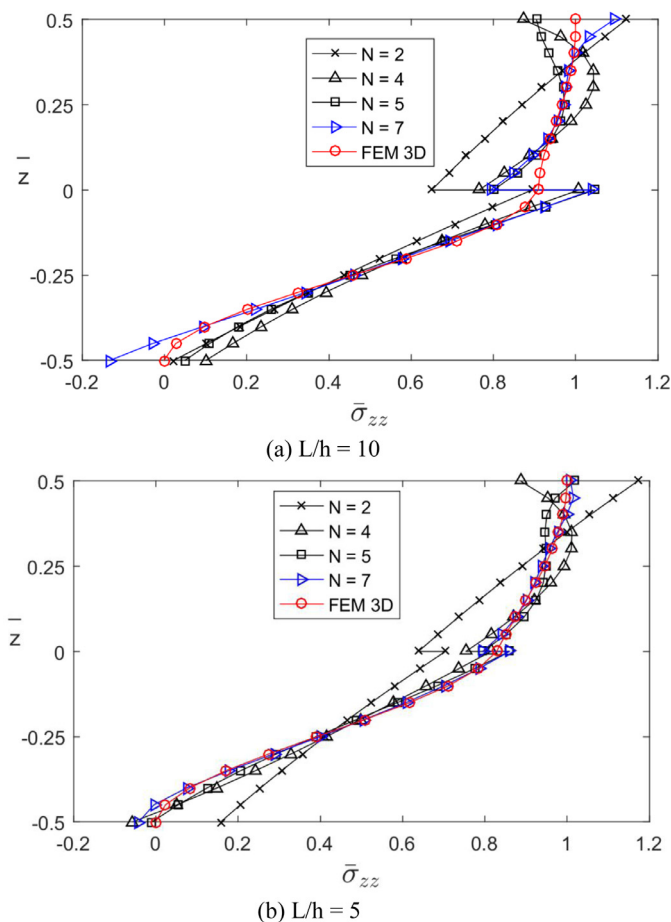 0.5
0.25
0
-0.25
-0.5
z̄
N = 2
N = 4
N = 5
N = 7
FEM 3D
-0.2 0 0.2 0.4 0.6 0.8 1 1.2
σ̄zz
(a) L/h = 10
0.5
0.25
0
-0.25
-0.5
z̄
N = 2
N = 4
N = 5
N = 7
FEM 3D
-0.2 0 0.2 0.4 0.6 0.8 1 1.2
σ̄zz
(b) L/h = 5